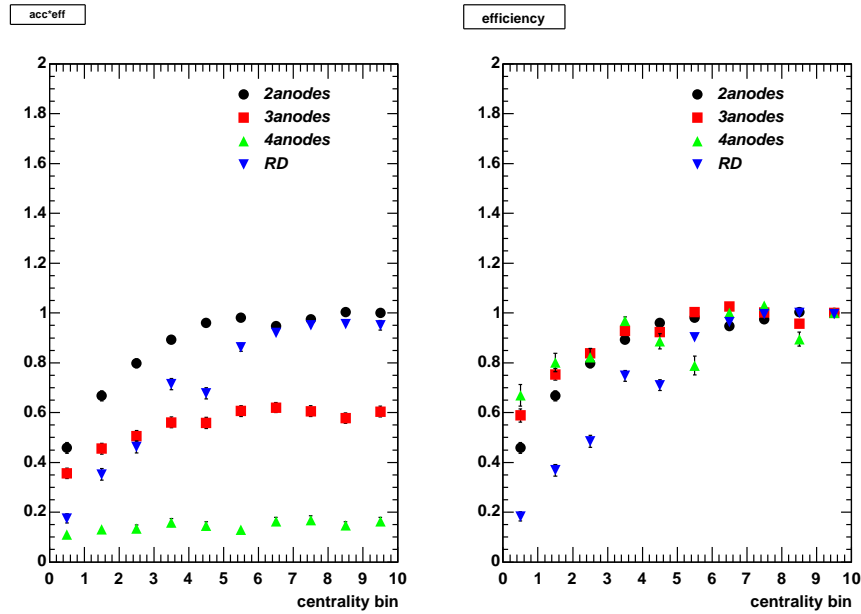 acc*eff
efficiency
2
1.8
1.6
1.4
1.2
1
0.8
0.6
0.4
0.2
0
2anodes
3anodes
4anodes
RD
0 1 2 3 4 5 6 7 8 9 10
centrality bin
2
1.8
1.6
1.4
1.2
1
0.8
0.6
0.4
0.2
0
2anodes
3anodes
4anodes
RD
0 1 2 3 4 5 6 7 8 9 10
centrality bin